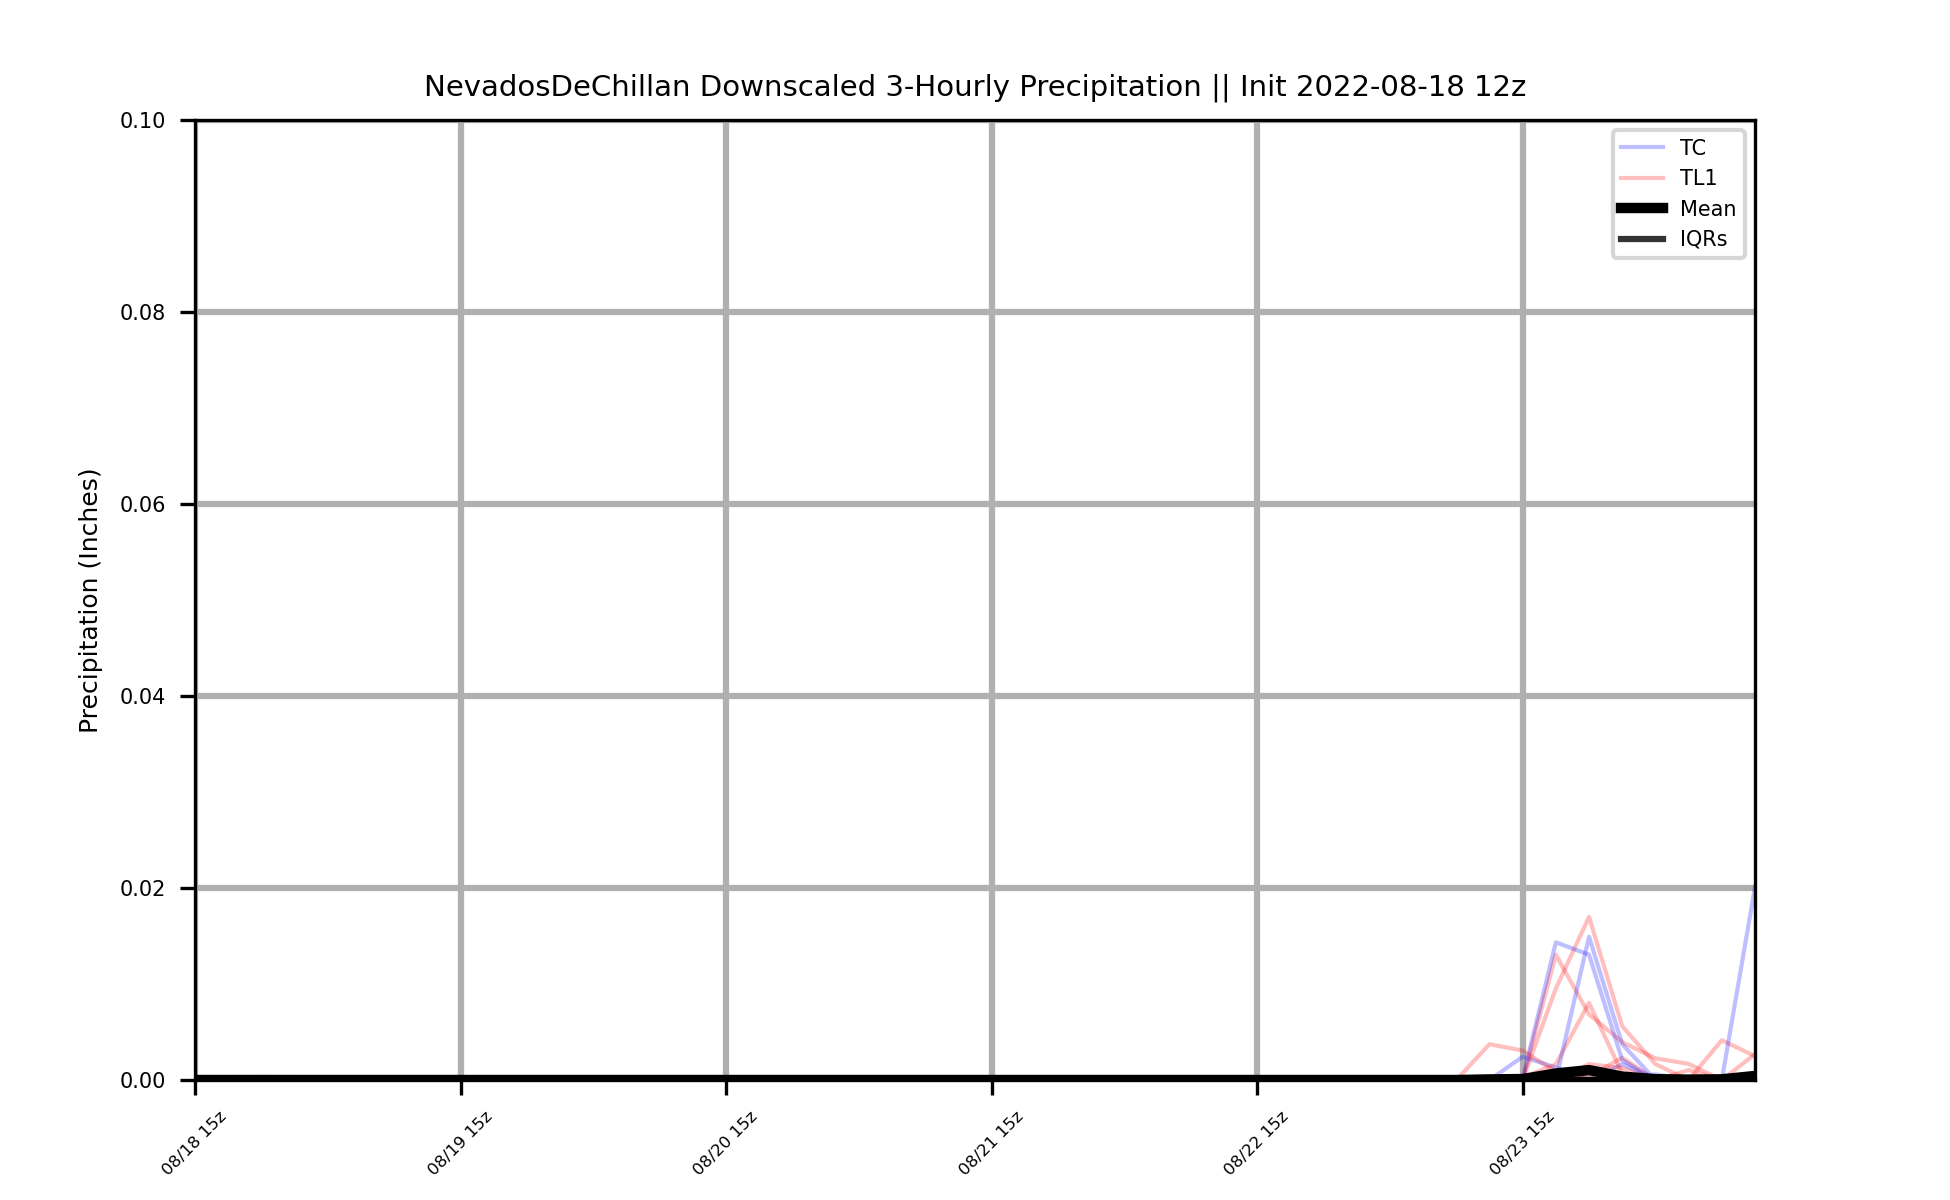 NevadosDeChillan Downscaled 3-Hourly Precipitation || Init 2022-08-18 12z
Precipitation (Inches)
0.10
0.08
0.06
0.04
0.02
0.00
TC
TL1
Mean
IQRs
08/18 15z
08/19 15z
08/20 15z
08/21 15z
08/22 15z
08/23 15z